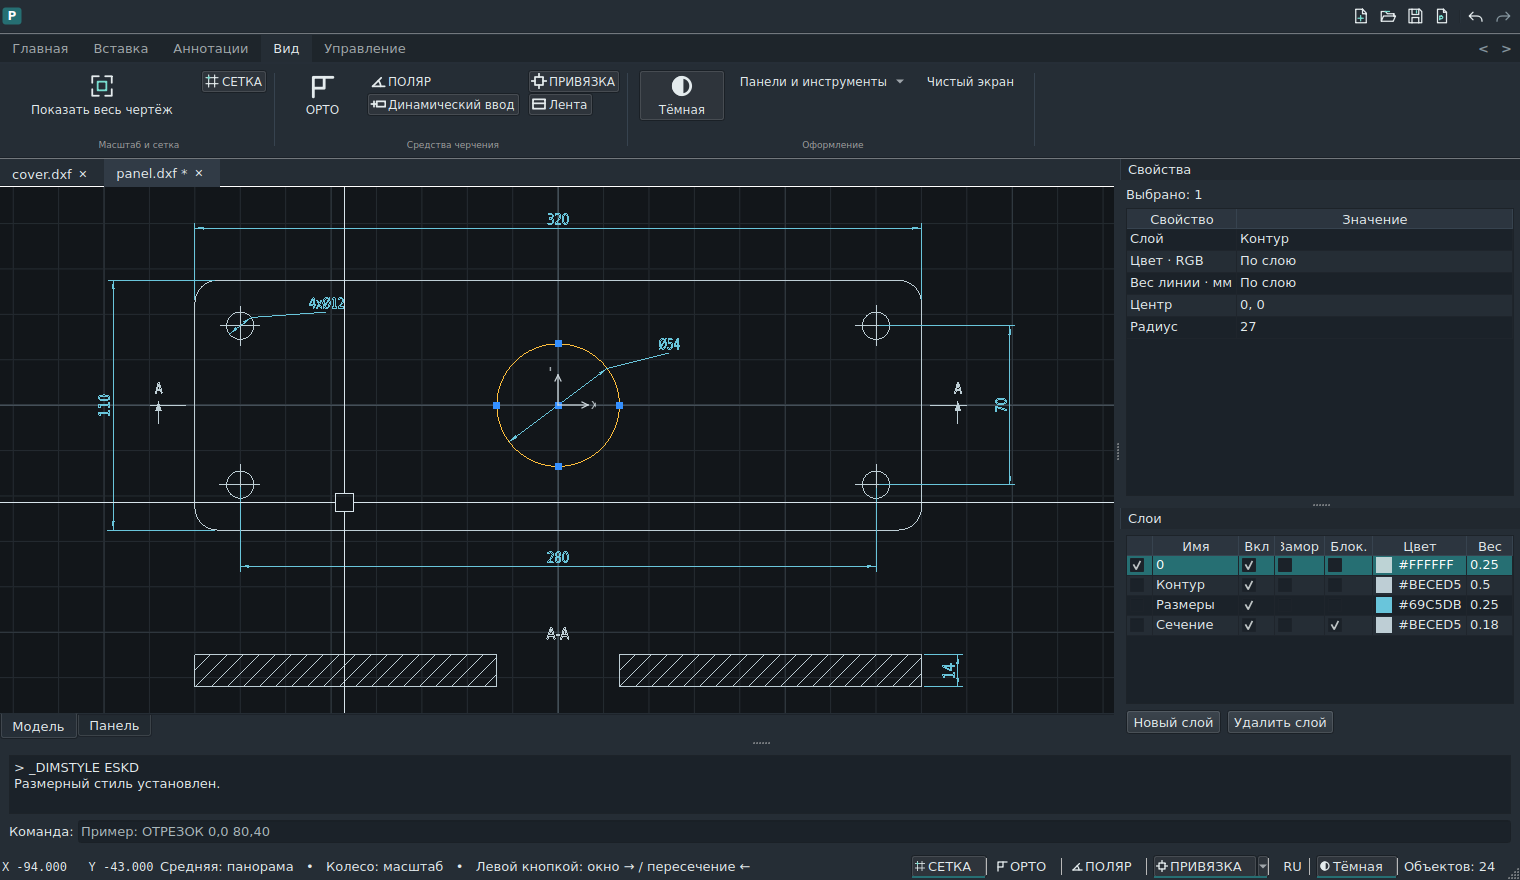 P
Главная Вставка Аннотации Вид Управление < >
Показать весь чертёж СЕТКА ОРТО ПОЛЯР ПРИВЯЗКА Тёмная Панели и инструменты Чистый экран
Динамический ввод Лента
Масштаб и сетка Средства черчения Оформление
cover.dxf × panel.dxf * ×
320
4xØ12
Ø54
A A
110
70
X
280
A-A
14
Модель Панель
Свойства
Выбрано: 1
Свойство Значение
Слой Контур
Цвет · RGB По слою
Вес линии · мм По слою
Центр 0, 0
Радиус 27
Слои
Имя Вкл Замор Блок. Цвет Вес
0 #FFFFFF 0.25
Контур #BECED5 0.5
Размеры #69C5DB 0.25
Сечение #BECED5 0.18
Новый слой Удалить слой
> _DIMSTYLE ESKD
Размерный стиль установлен.
Команда: Пример: ОТРЕЗОК 0,0 80,40
X -94.000 Y -43.000 Средняя: панорама • Колесо: масштаб • Левой кнопкой: окно → / пересечение ← СЕТКА ОРТО ПОЛЯР ПРИВЯЗКА RU Тёмная Объектов: 24